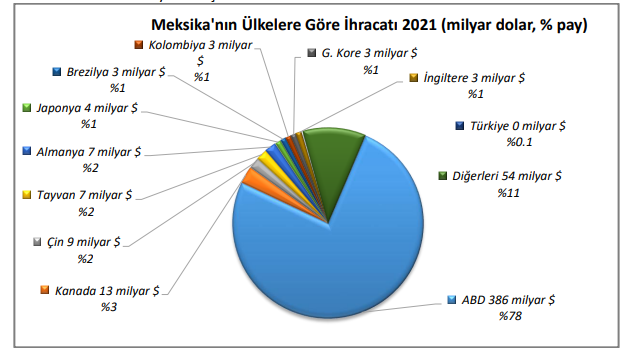 Meksika'nın Ülkelere Göre İhracatı 2021 (milyar dolar, % pay)
Kolombiya 3 milyar
$
%1
G. Kore 3 milyar $
%1
Brezilya 3 milyar $
%1
İngiltere 3 milyar $
%1
Japonya 4 milyar $
%1
Türkiye 0 milyar $
%0.1
Almanya 7 milyar $
%2
Diğerleri 54 milyar $
%11
Tayvan 7 milyar $
%2
Çin 9 milyar $
%2
Kanada 13 milyar $
%3
ABD 386 milyar $
%78